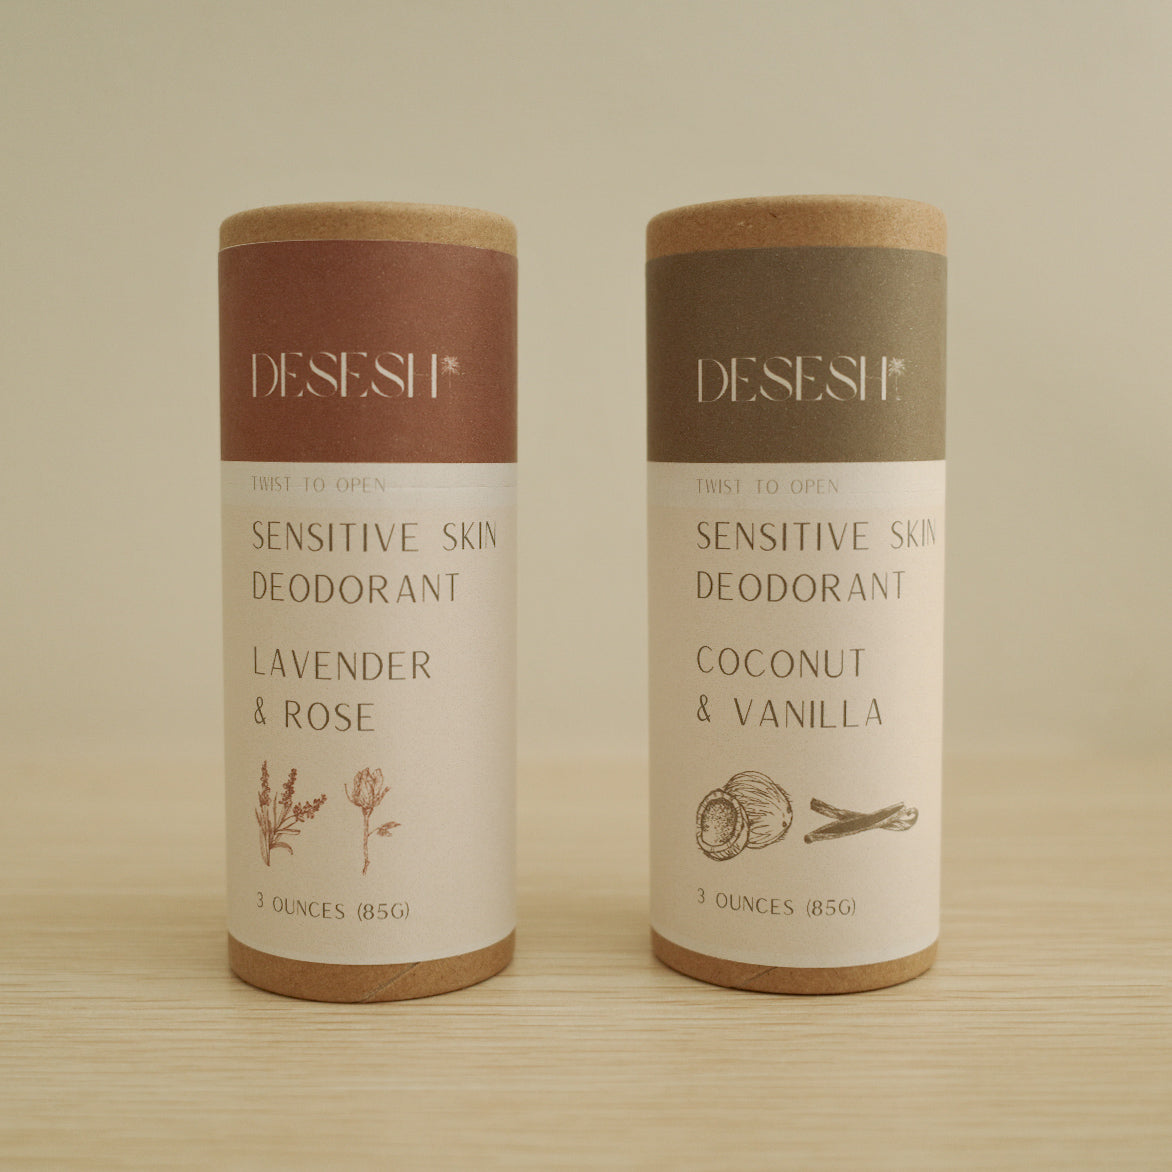 DESESH
TWIST TO OPEN
SENSITIVE SKIN
DEODORANT
LAVENDER
& ROSE
3 OUNCES (85G)
DESESH
TWIST TO OPEN
SENSITIVE SKIN
DEODORANT
COCONUT
& VANILLA
3 OUNCES (85G)